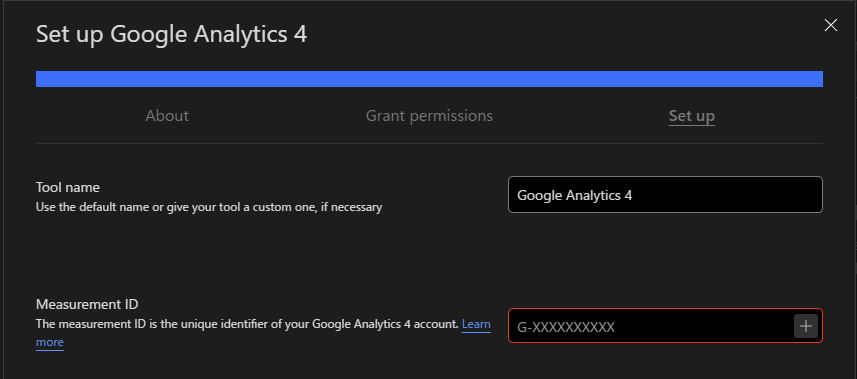 Set up Google Analytics 4
About
Grant permissions
Set up
Tool name
Use the default name or give your tool a custom one, if necessary
Google Analytics 4
Measurement ID
The measurement ID is the unique identifier of your Google Analytics 4 account. Learn
more
G-XXXXXXXXXX